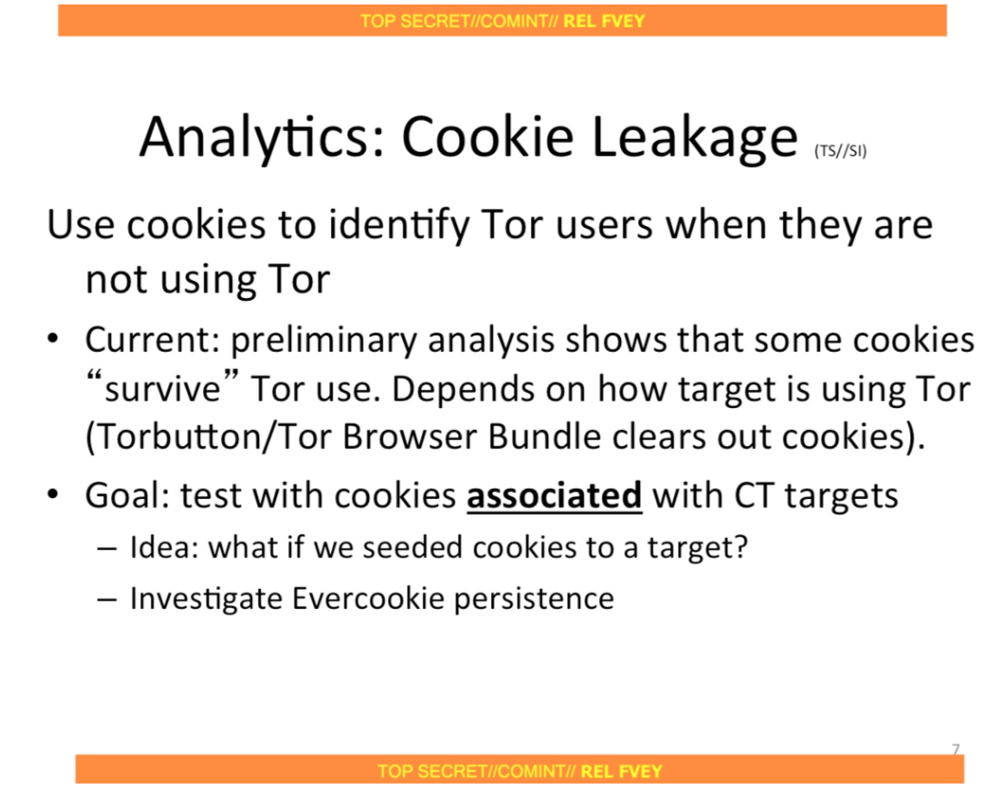 TOP SECRET//COMINT// REL FVEY
Analytics: Cookie Leakage (TS//SI)
Use cookies to identify Tor users when they are
not using Tor
• Current: preliminary analysis shows that some cookies
“survive” Tor use. Depends on how target is using Tor
(Torbutton/Tor Browser Bundle clears out cookies).
• Goal: test with cookies associated with CT targets
– Idea: what if we seeded cookies to a target?
– Investigate Evercookie persistence
7
TOP SECRET//COMINT// REL FVEY